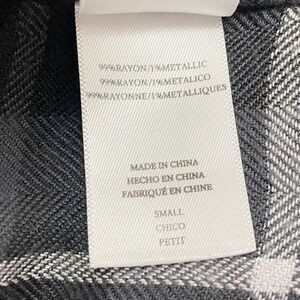 99%RAYON/1%METALLIC
99%RAYON/1%METALICO
99%RAYONNE/1%METALLIQUES
MADE IN CHINA
HECHO EN CHINA
FABRIQUÉ EN CHINE
SMALL
CHICO
PETIT